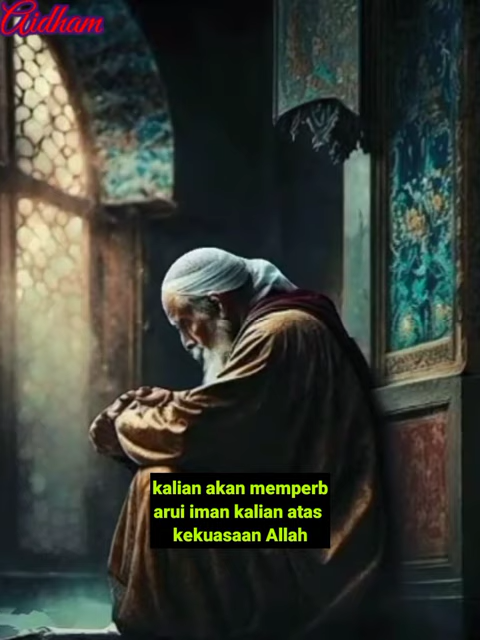 Aidham
kalian akan memperb
arui iman kalian atas
kekuasaan Allah